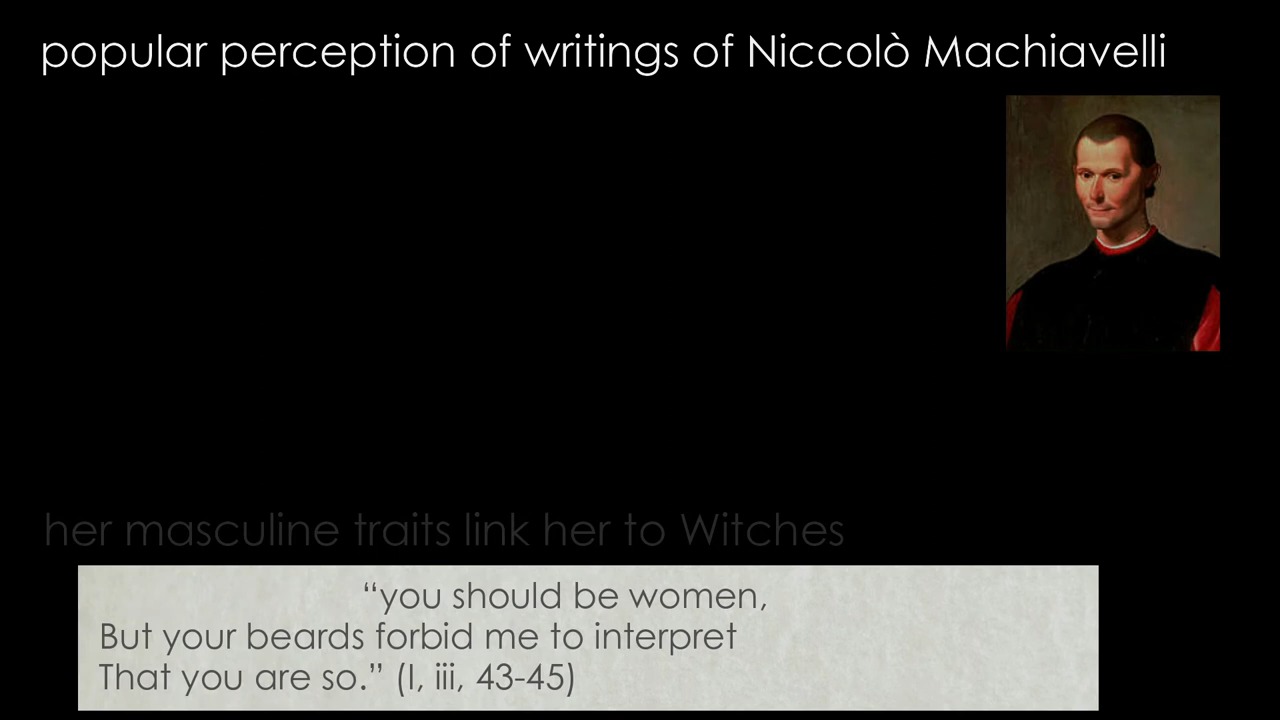 popular perception of writings of Niccolò Machiavelli
her masculine traits link her to Witches
“you should be women,
But your beards forbid me to interpret
That you are so.” (I, iii, 43-45)